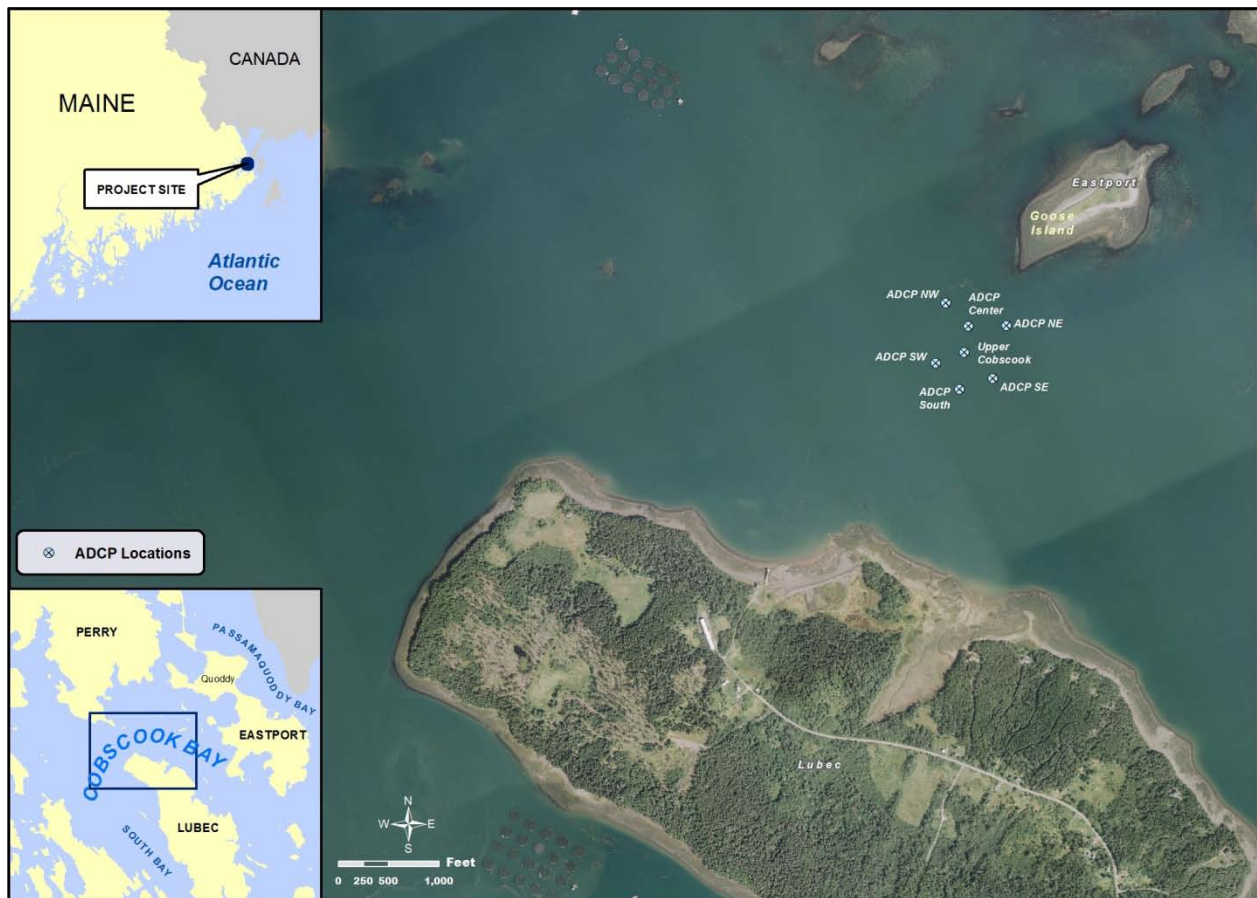 CANADA
MAINE
PROJECT SITE
Atlantic
Ocean
Eastport
Goose
Island
ADCP NW
ADCP
Center
ADCP NE
Upper
Cobscook
ADCP SW
ADCP SE
ADCP
South
ADCP Locations
PERRY
PASSAMAQUODDY BAY
Quoddy
EASTPORT
COBSCOOK BAY
LUBEC
SOUTH BAY
Lubec
N
W E
S
Feet
0 250 500 1,000